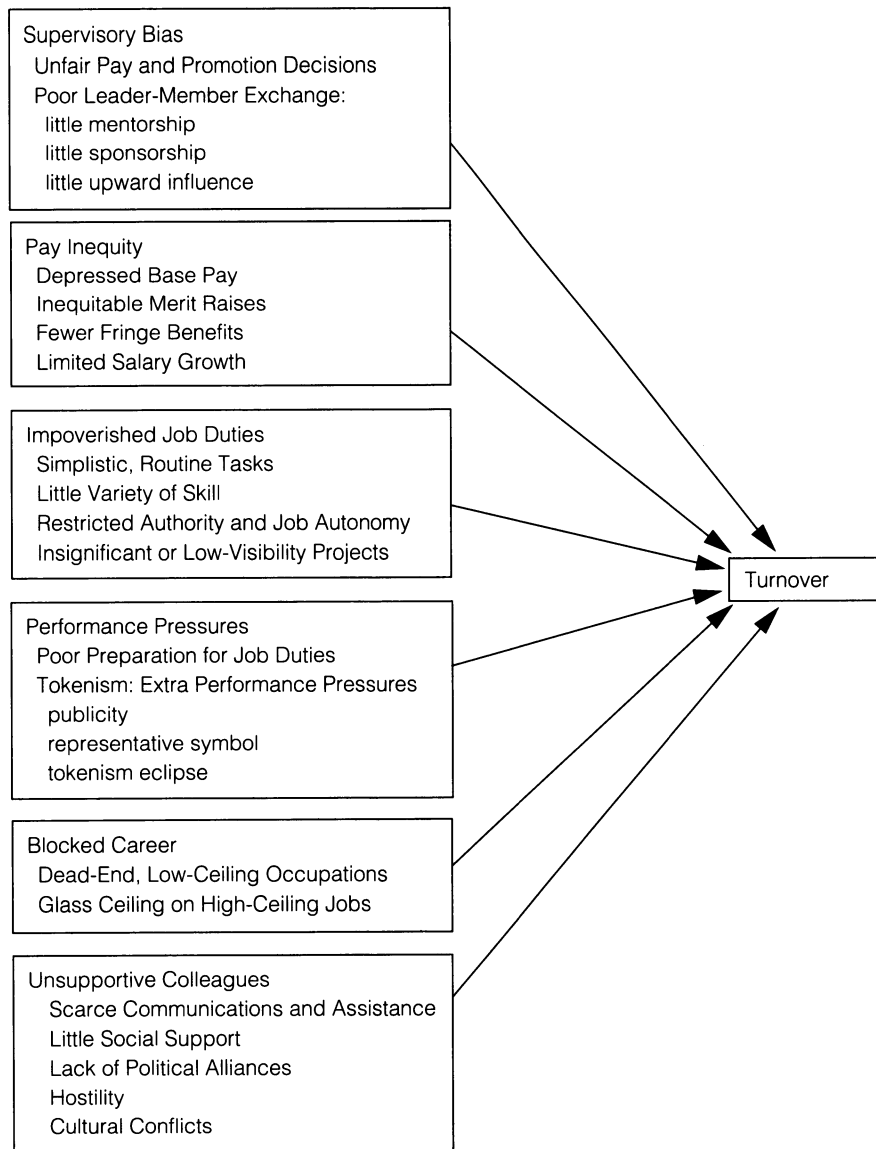 Supervisory Bias
Unfair Pay and Promotion Decisions
Poor Leader-Member Exchange:
little mentorship
little sponsorship
little upward influence
Pay Inequity
Depressed Base Pay
Inequitable Merit Raises
Fewer Fringe Benefits
Limited Salary Growth
Impoverished Job Duties
Simplistic, Routine Tasks
Little Variety of Skill
Restricted Authority and Job Autonomy
Insignificant or Low-Visibility Projects
Turnover
Performance Pressures
Poor Preparation for Job Duties
Tokenism: Extra Performance Pressures
publicity
representative symbol
tokenism eclipse
Blocked Career
Dead-End, Low-Ceiling Occupations
Glass Ceiling on High-Ceiling Jobs
Unsupportive Colleagues
Scarce Communications and Assistance
Little Social Support
Lack of Political Alliances
Hostility
Cultural Conflicts